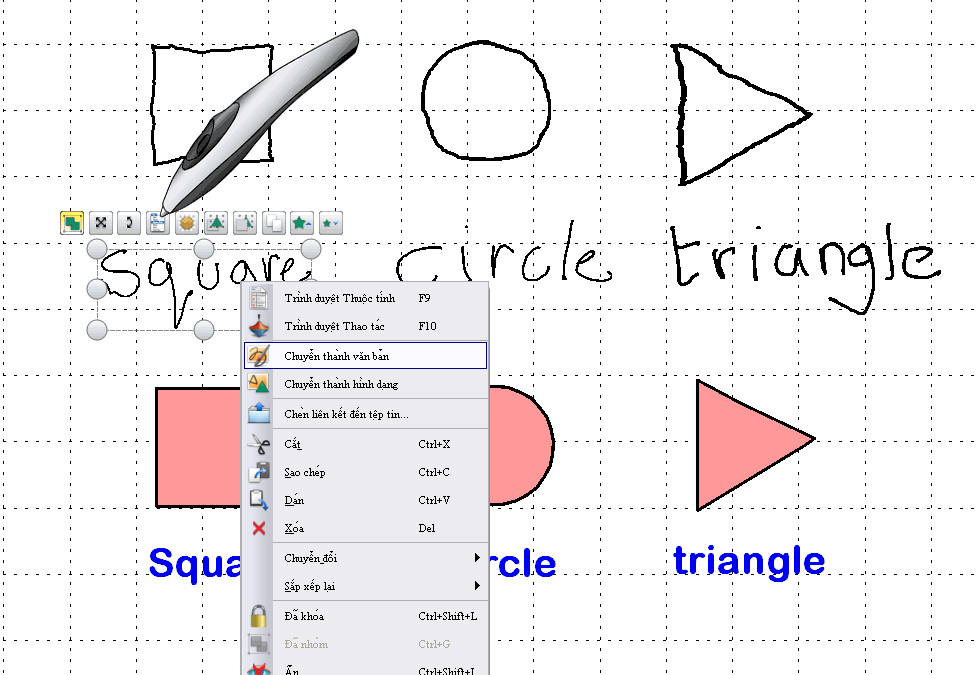 square circle triangle
Trình duyệt Thuộc tính F9
Trình duyệt Thao tác F10
Chuyển thành văn bản
Chuyển thành hình dạng
Chèn liên kết đến tệp tin...
Cắt Ctrl+X
Sao chép Ctrl+C
Dán Ctrl+V
Xóa Del
Chuyển đổi
Sắp xếp lại
Đã khóa Ctrl+Shift+L
Đã nhóm Ctrl+G
Ẩn
Squa rcle triangle